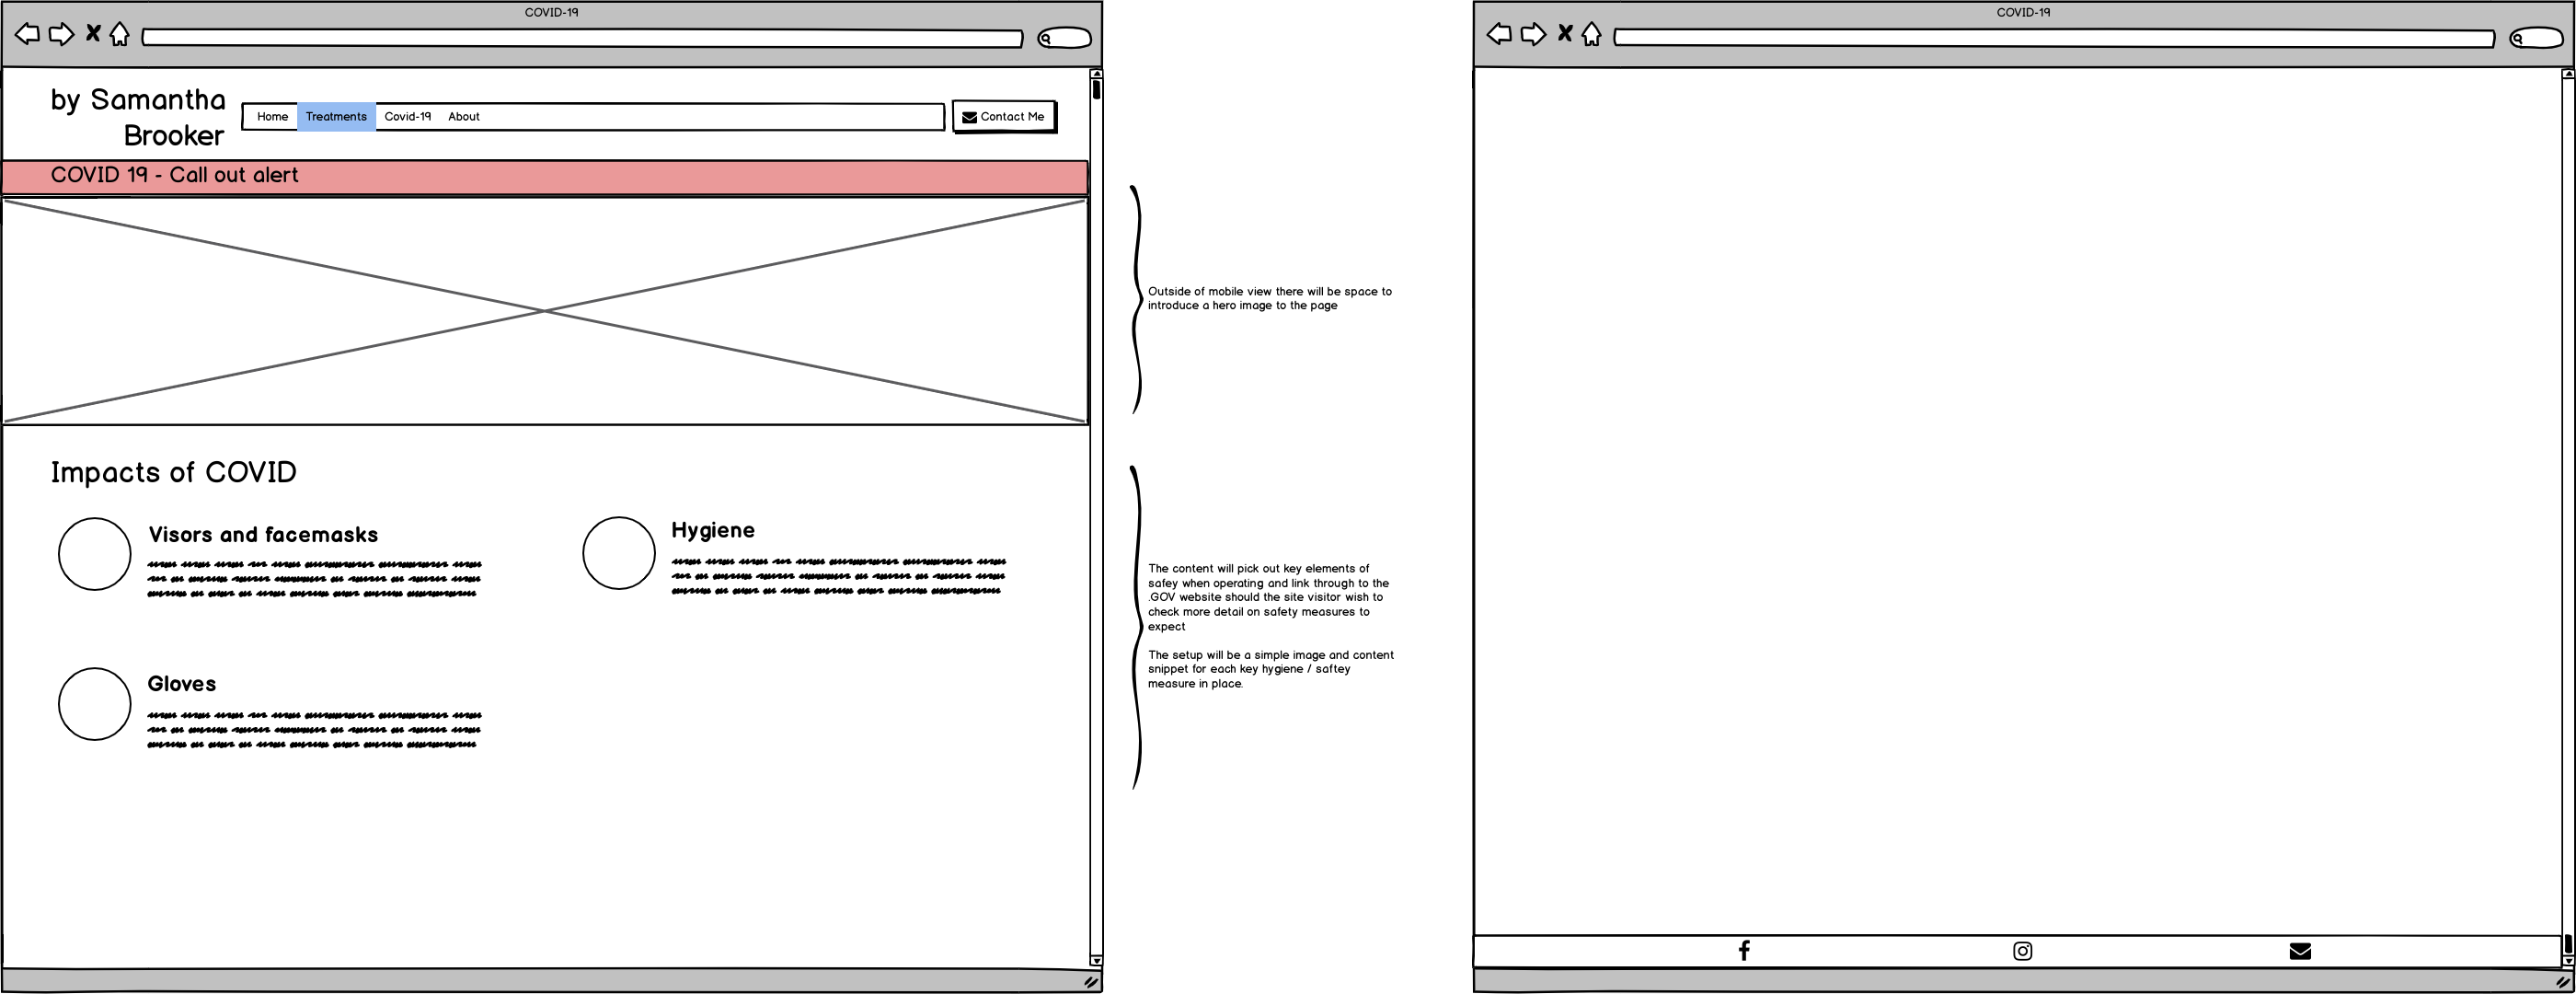 COVID-19
by Samantha
Brooker
Home Treatments Covid-19 About
Contact Me
COVID 19 - Call out alert
Outside of mobile view there will be space to
introduce a hero image to the page
Impacts of COVID
Visors and facemasks
Hygiene
Gloves
The content will pick out key elements of
safey when operating and link through to the
.GOV website should the site visitor wish to
check more detail on safety measures to
expect
The setup will be a simple image and content
snippet for each key hygiene / saftey
measure in place.
COVID-19